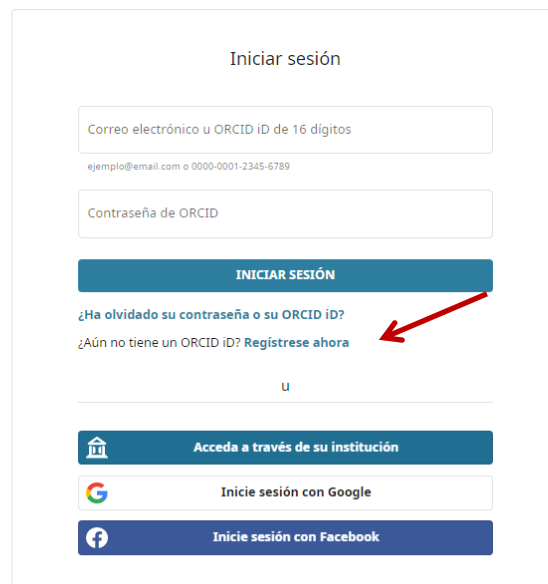 Iniciar sesión
Correo electrónico u ORCID iD de 16 dígitos
ejemplo@email.com o 0000-0001-2345-6789
Contraseña de ORCID
INICIAR SESIÓN
¿Ha olvidado su contraseña o su ORCID iD?
¿Aún no tiene un ORCID iD? Regístrese ahora
u
Acceda a través de su institución
Inicie sesión con Google
Inicie sesión con Facebook